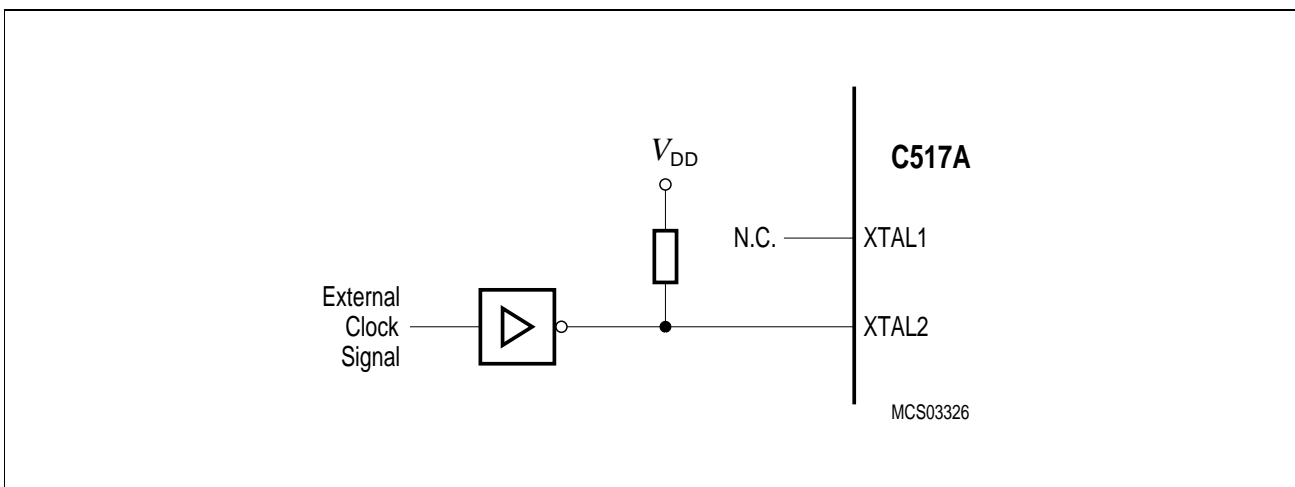 V_DD
C517A
N.C.
XTAL1
External
Clock
Signal
XTAL2
MCS03326